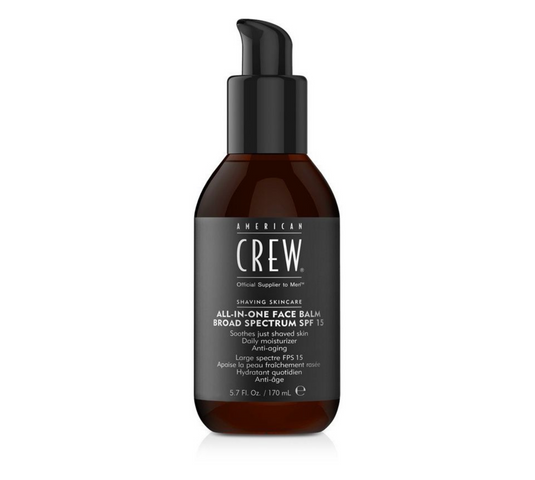 AMERICAN
CREW®
Official Supplier to Men™
SHAVING SKINCARE
ALL-IN-ONE FACE BALM
BROAD SPECTRUM SPF 15
Soothes just shaved skin
Daily moisturizer
Anti-aging
Large spectre FPS 15
Apaise la peau fraîchement rasée
Hydratant quotidien
Anti-âge
5.7 Fl. Oz. / 170 mL ℮